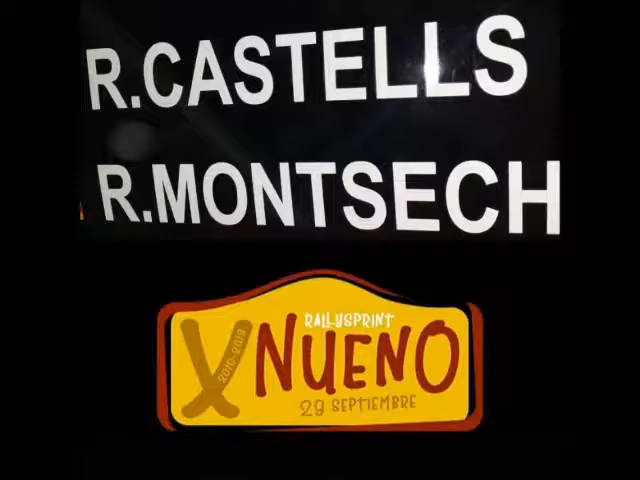 R.CASTELLS
R.MONTSECH
RALLYSPRINT
X NUENO
2010-2019
29 SEPTIEMBRE